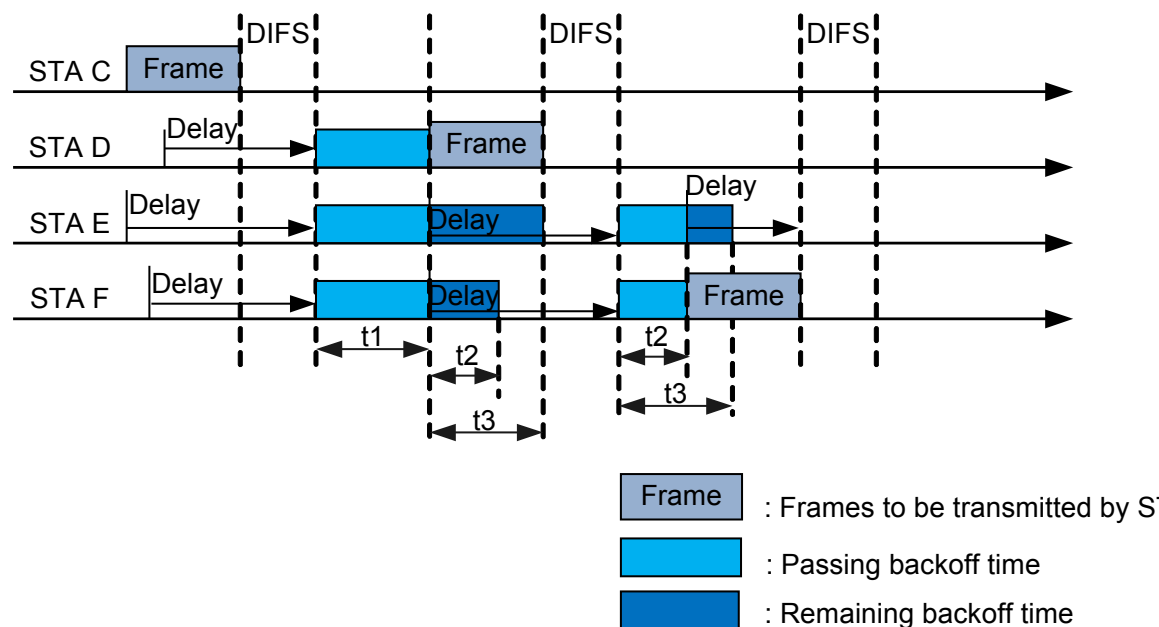 DIFS DIFS DIFS
STA C Frame
STA D Delay Frame
STA E Delay Delay Delay
STA F Delay Delay Frame
t1 t2 t2
t3 t3
Frame : Frames to be transmitted by ST
: Passing backoff time
: Remaining backoff time